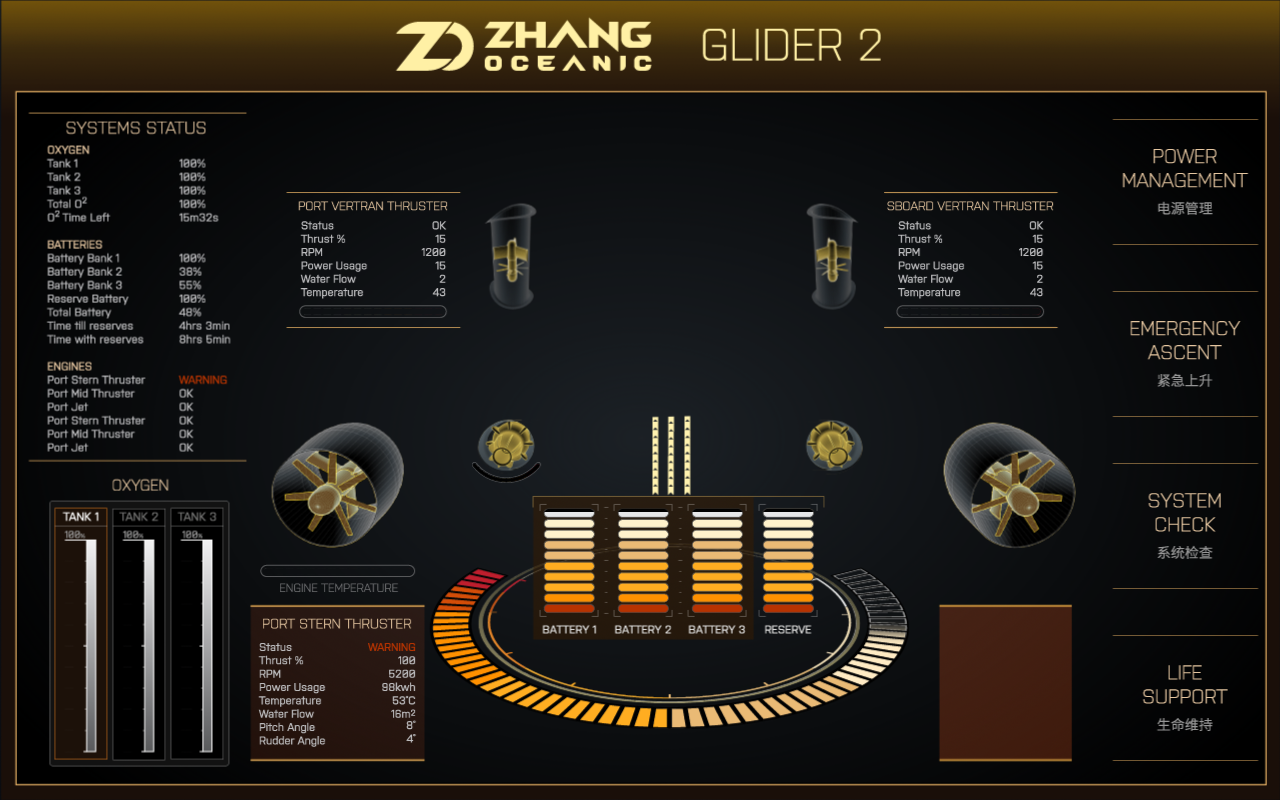 ZHANG
OCEANIC
GLIDER 2
SYSTEMS STATUS
OXYGEN
Tank 1 100%
Tank 2 100%
Tank 3 100%
Total O² 100%
O² Time Left 15m32s
BATTERIES
Battery Bank 1 100%
Battery Bank 2 38%
Battery Bank 3 55%
Reserve Battery 100%
Total Battery 48%
Time till reserves 4hrs 3min
Time with reserves 8hrs 5min
ENGINES
Port Stern Thruster WARNING
Port Mid Thruster OK
Port Jet OK
Port Stern Thruster OK
Port Mid Thruster OK
Port Jet OK
OXYGEN
TANK 1 TANK 2 TANK 3
100% 100% 100%
PORT VERTRAN THRUSTER
Status OK
Thrust % 15
RPM 1200
Power Usage 15
Water Flow 2
Temperature 43
SBOARD VERTRAN THRUSTER
Status OK
Thrust % 15
RPM 1200
Power Usage 15
Water Flow 2
Temperature 43
ENGINE TEMPERATURE
PORT STERN THRUSTER
Status WARNING
Thrust % 100
RPM 5200
Power Usage 98kwh
Temperature 53°C
Water Flow 16m²
Pitch Angle 8°
Rudder Angle 4°
BATTERY 1 BATTERY 2 BATTERY 3 RESERVE
POWER
MANAGEMENT
电源管理
EMERGENCY
ASCENT
紧急上升
SYSTEM
CHECK
系统检查
LIFE
SUPPORT
生命维持